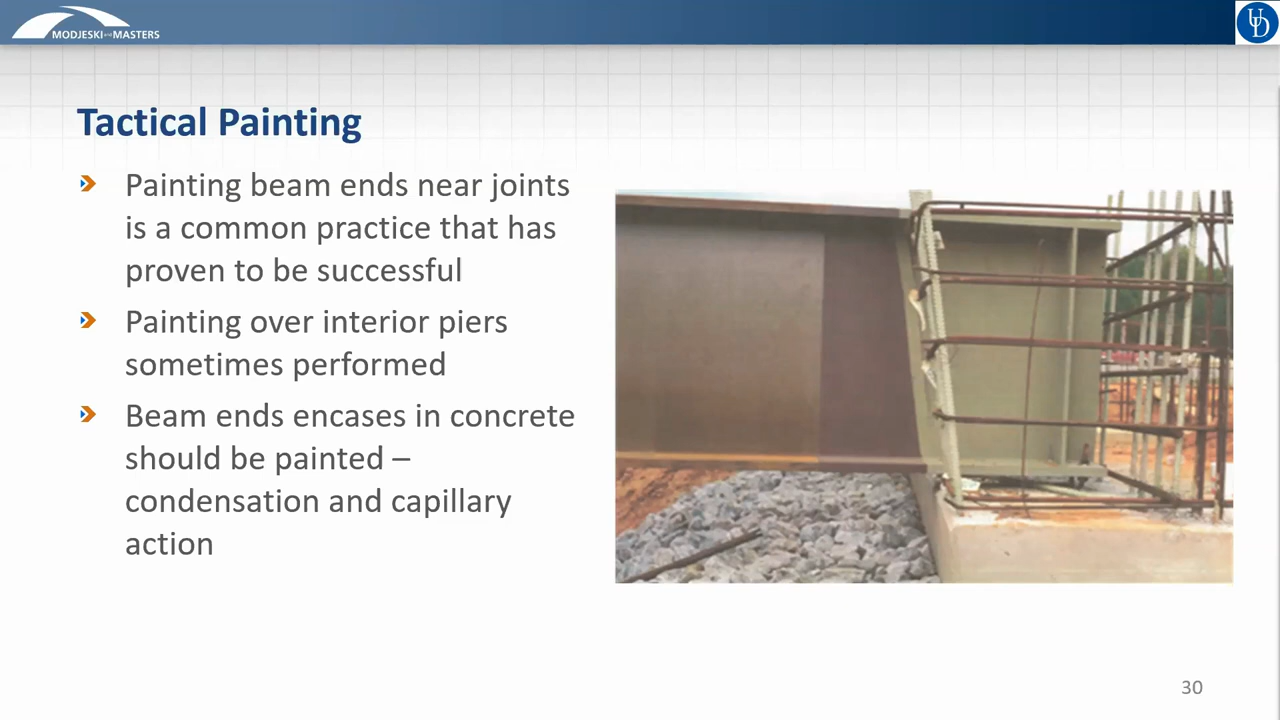 MODJESKI and MASTERS
UD
Tactical Painting
Painting beam ends near joints
is a common practice that has
proven to be successful
Painting over interior piers
sometimes performed
Beam ends encases in concrete
should be painted –
condensation and capillary
action
30